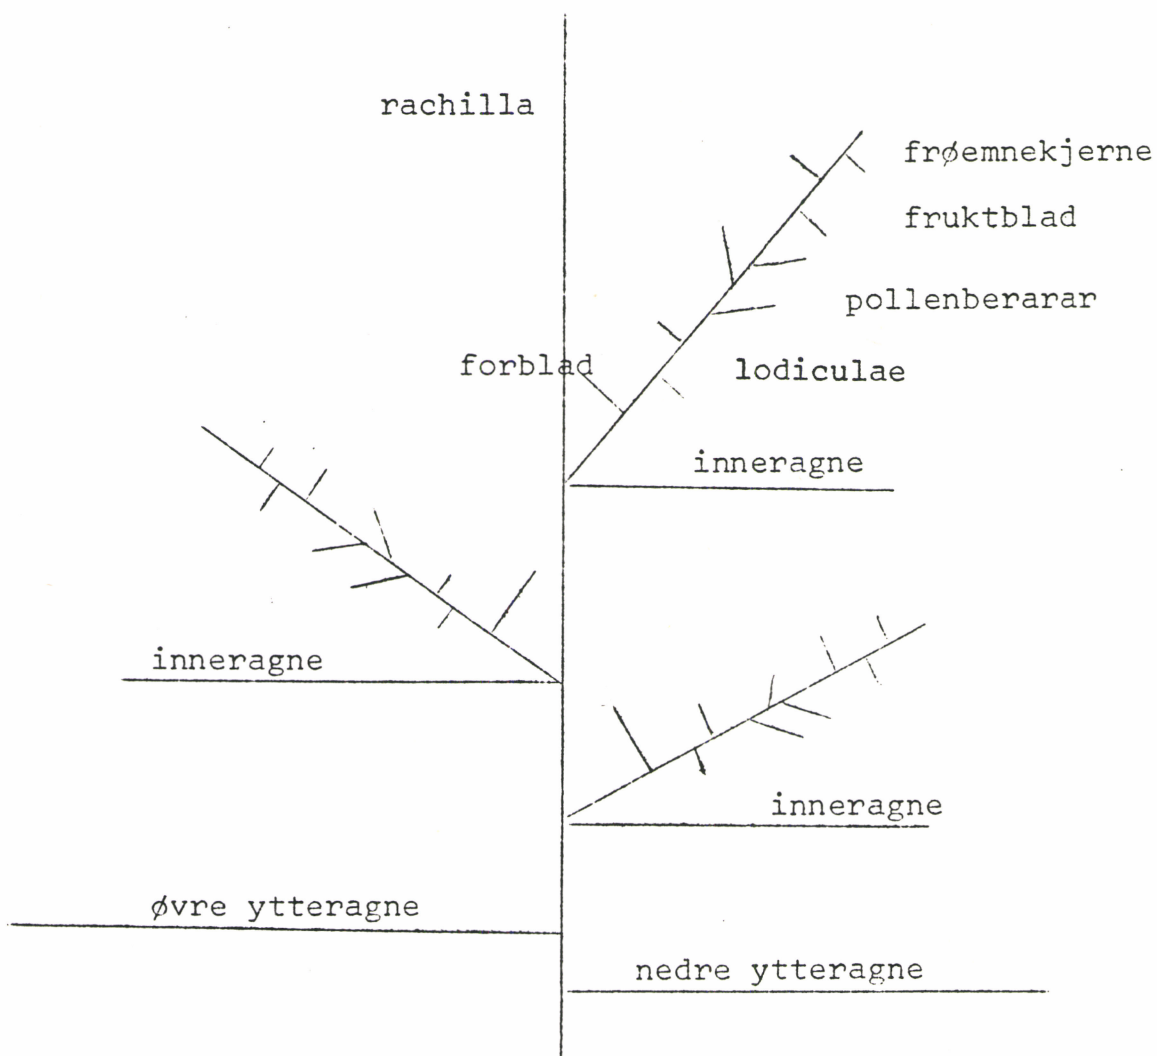 rachilla
frøemnekjerne
fruktblad
pollenberarar
forblad
lodiculae
inneragne
inneragne
inneragne
øvre ytteragne
nedre ytteragne